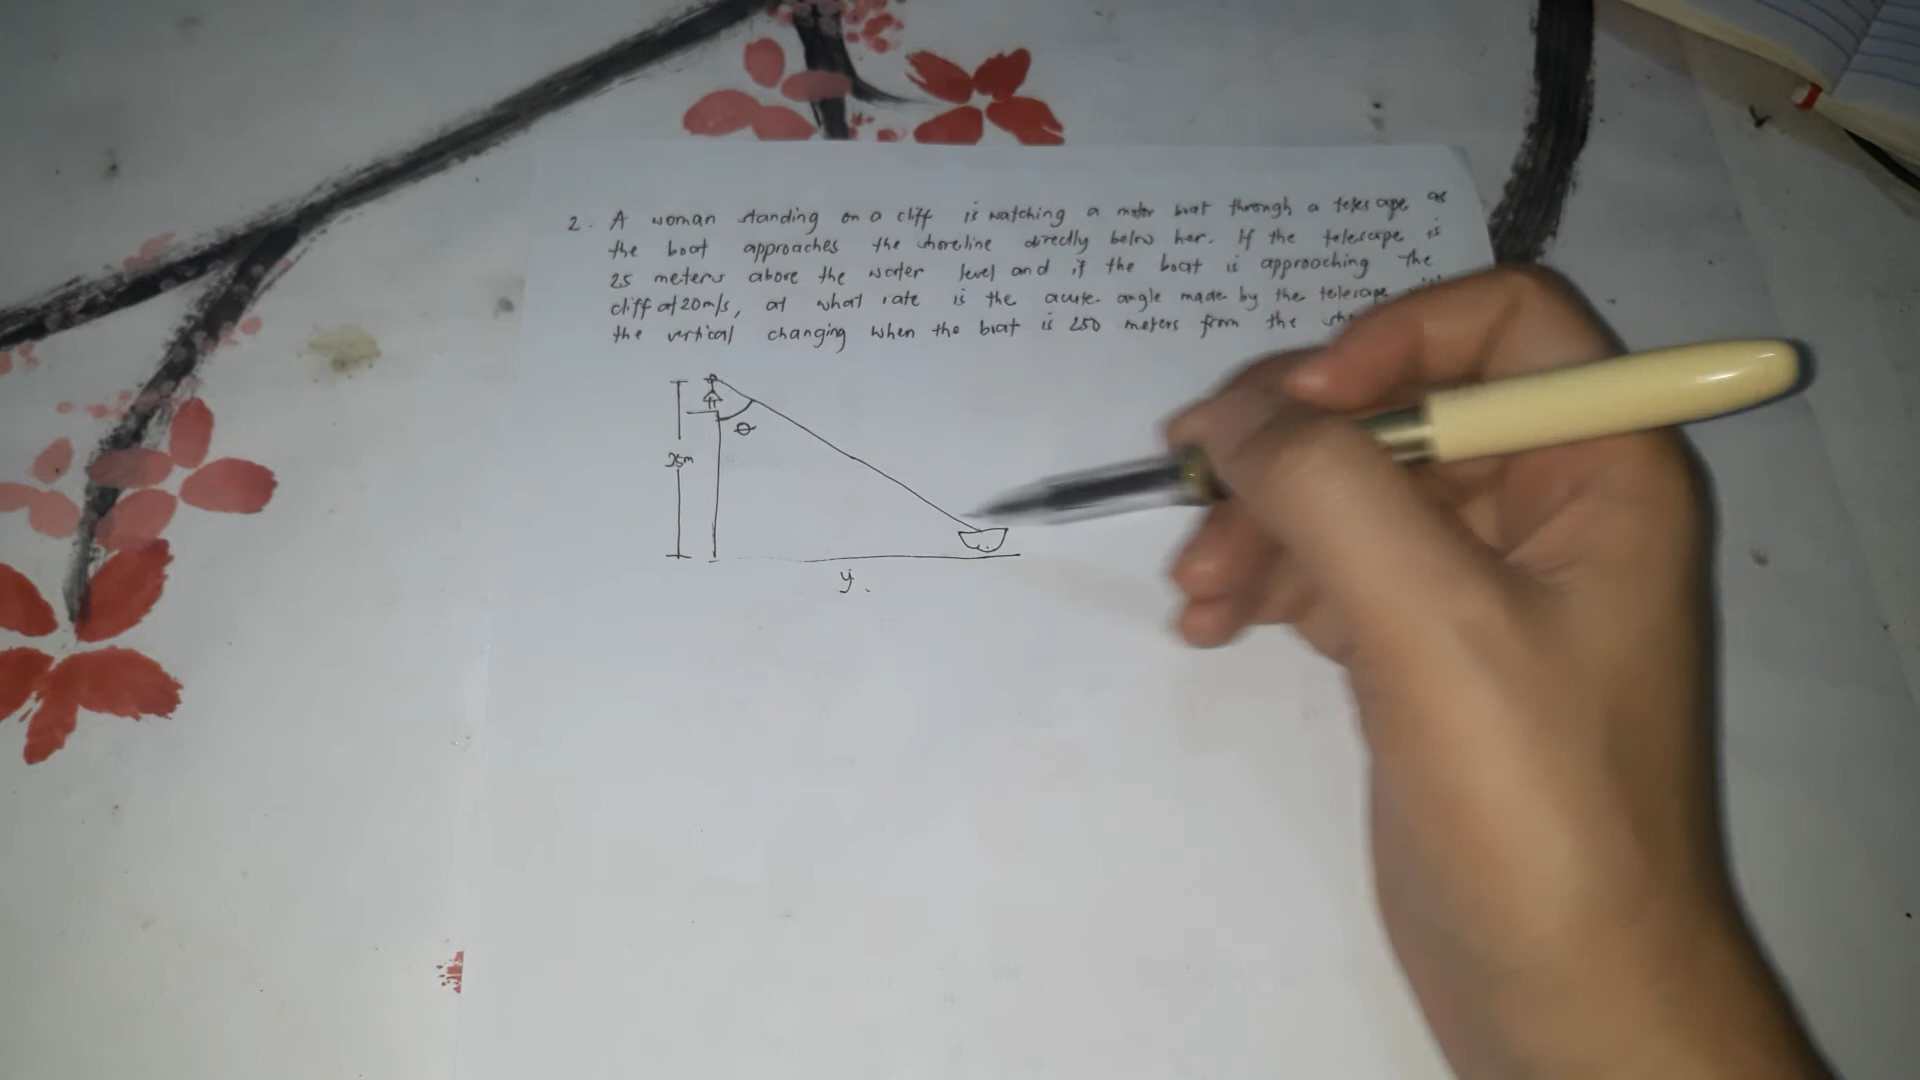 2. A woman standing on a cliff is watching a motor boat through a telescape as
the boat approaches the shoreline directly below her. If the telescope is
25 meters above the water level and if the boat is approaching the
cliff at 20m/s, at what rate is the acute angle made by the telescope
the vertical changing when the boat is 250 meters from the
θ
25m
y